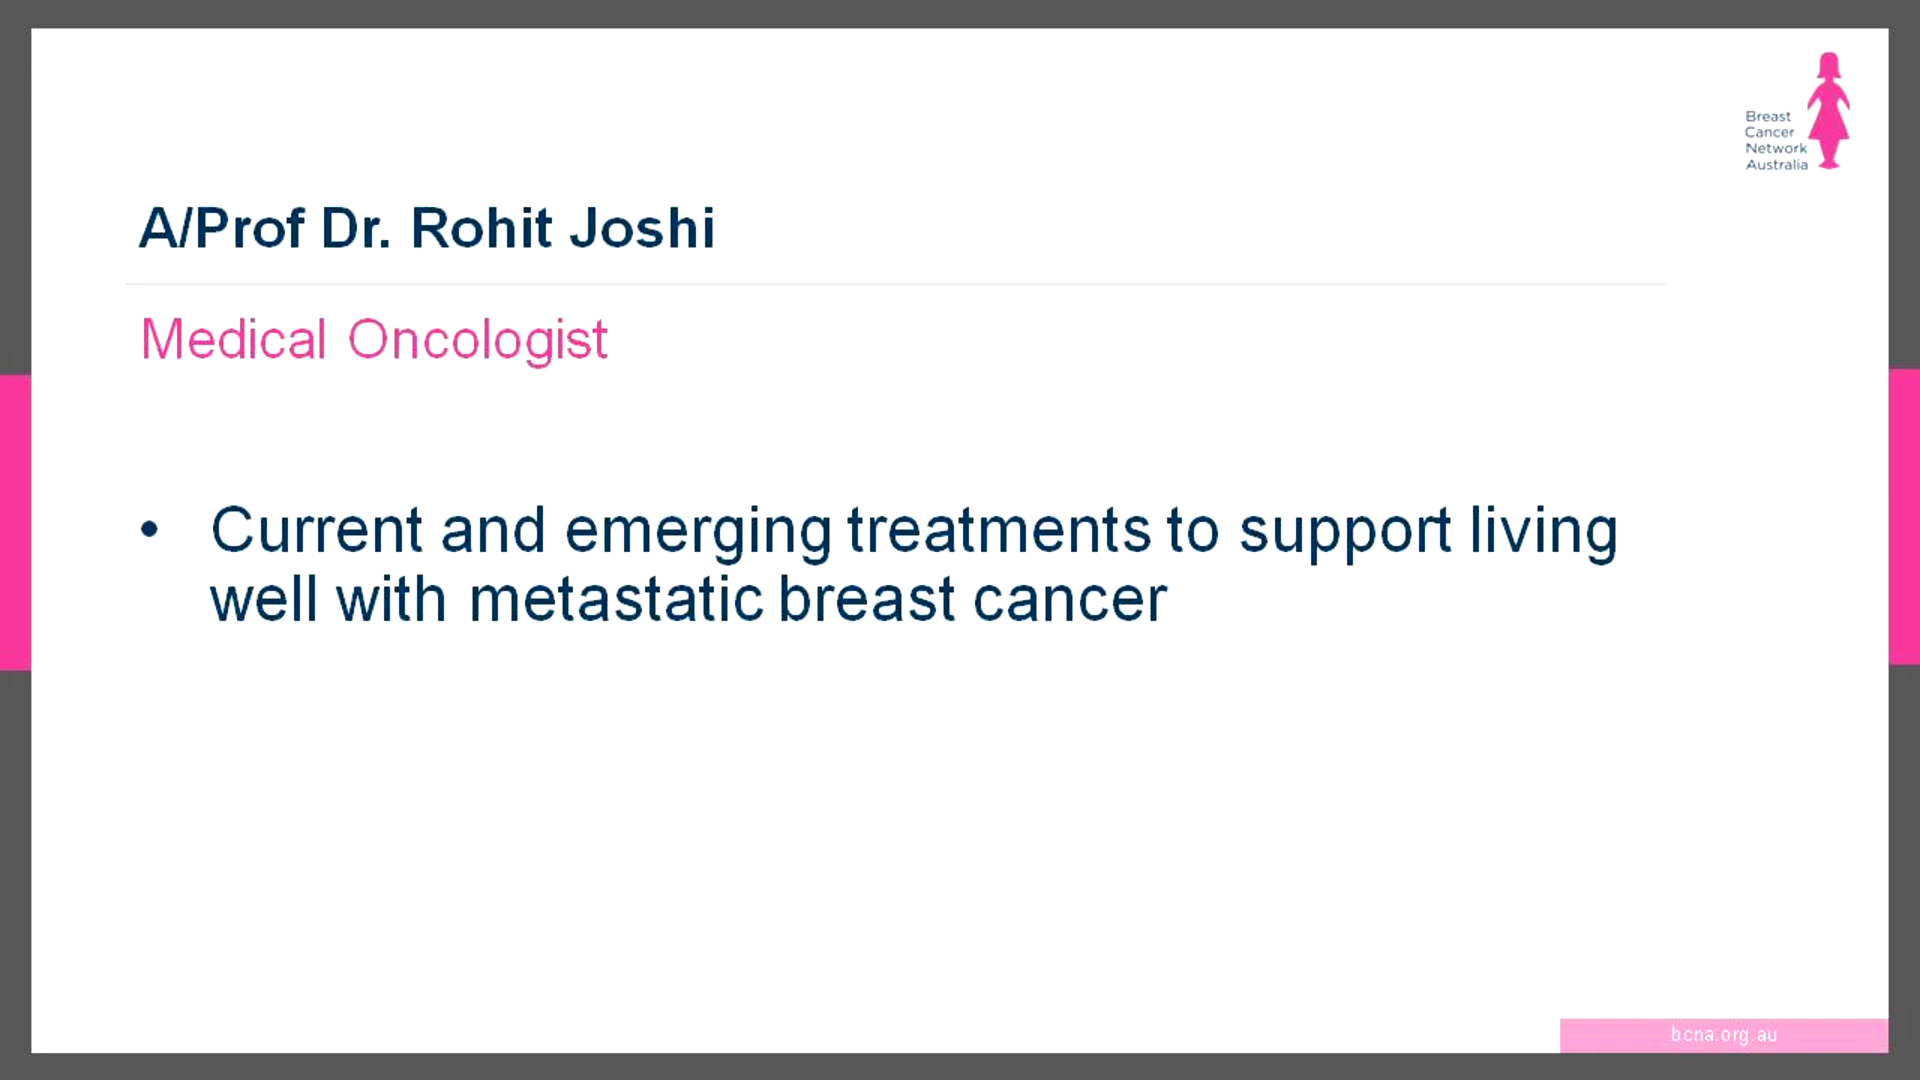 Breast
Cancer
Network
Australia
A/Prof Dr. Rohit Joshi
Medical Oncologist
• Current and emerging treatments to support living
well with metastatic breast cancer
bcna.org.au